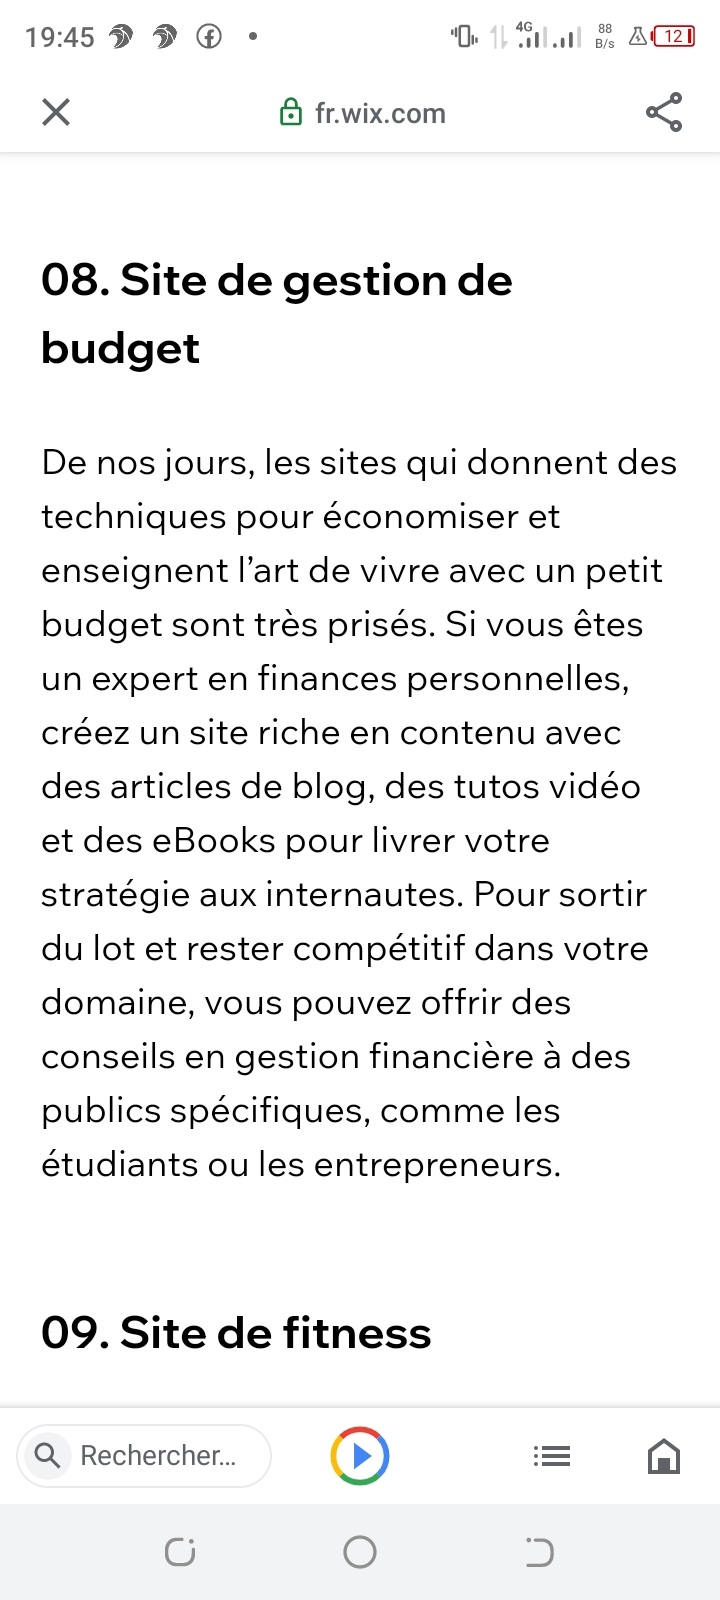 19:45
4G
88
B/s
12
fr.wix.com
08. Site de gestion de
budget
De nos jours, les sites qui donnent des
techniques pour économiser et
enseignent l’art de vivre avec un petit
budget sont très prisés. Si vous êtes
un expert en finances personnelles,
créez un site riche en contenu avec
des articles de blog, des tutos vidéo
et des eBooks pour livrer votre
stratégie aux internautes. Pour sortir
du lot et rester compétitif dans votre
domaine, vous pouvez offrir des
conseils en gestion financière à des
publics spécifiques, comme les
étudiants ou les entrepreneurs.
09. Site de fitness
Rechercher...